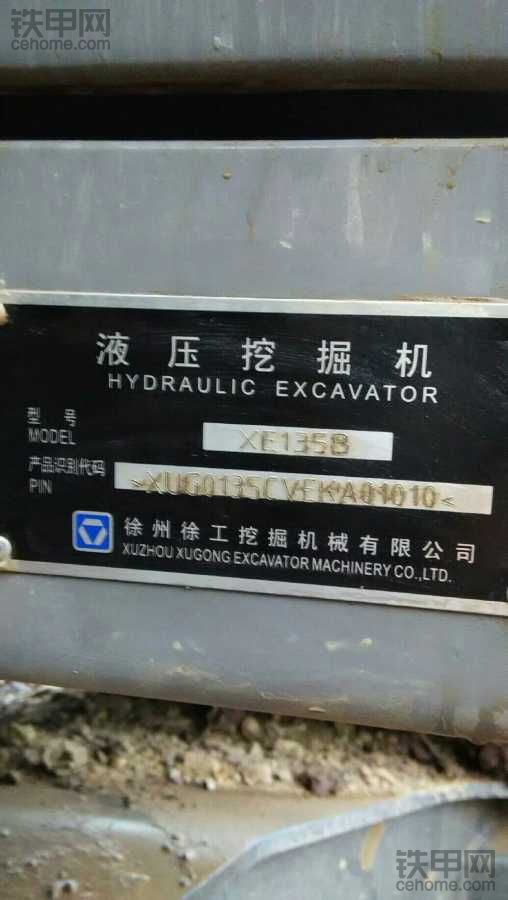 铁甲网
cehome.com
液压挖掘机
HYDRAULIC EXCAVATOR
型号
MODEL
XE135B
产品识别代码
PIN
>XUG0135CVFKA01010<
徐州徐工挖掘机械有限公司
XUZHOU XUGONG EXCAVATOR MACHINERY CO.,LTD.
铁甲网
cehome.com